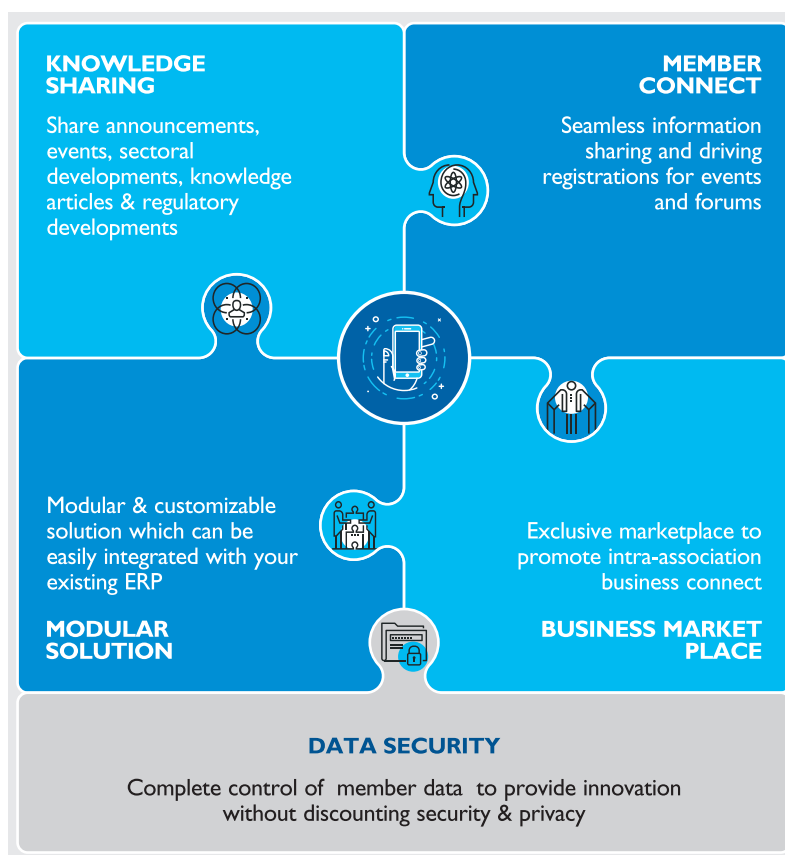 KNOWLEDGE
SHARING
Share announcements,
events, sectoral
developments, knowledge
articles & regulatory
developments
MEMBER
CONNECT
Seamless information
sharing and driving
registrations for events
and forums
Modular & customizable
solution which can be
easily integrated with your
existing ERP
MODULAR
SOLUTION
Exclusive marketplace to
promote intra-association
business connect
BUSINESS MARKET
PLACE
DATA SECURITY
Complete control of member data to provide innovation
without discounting security & privacy